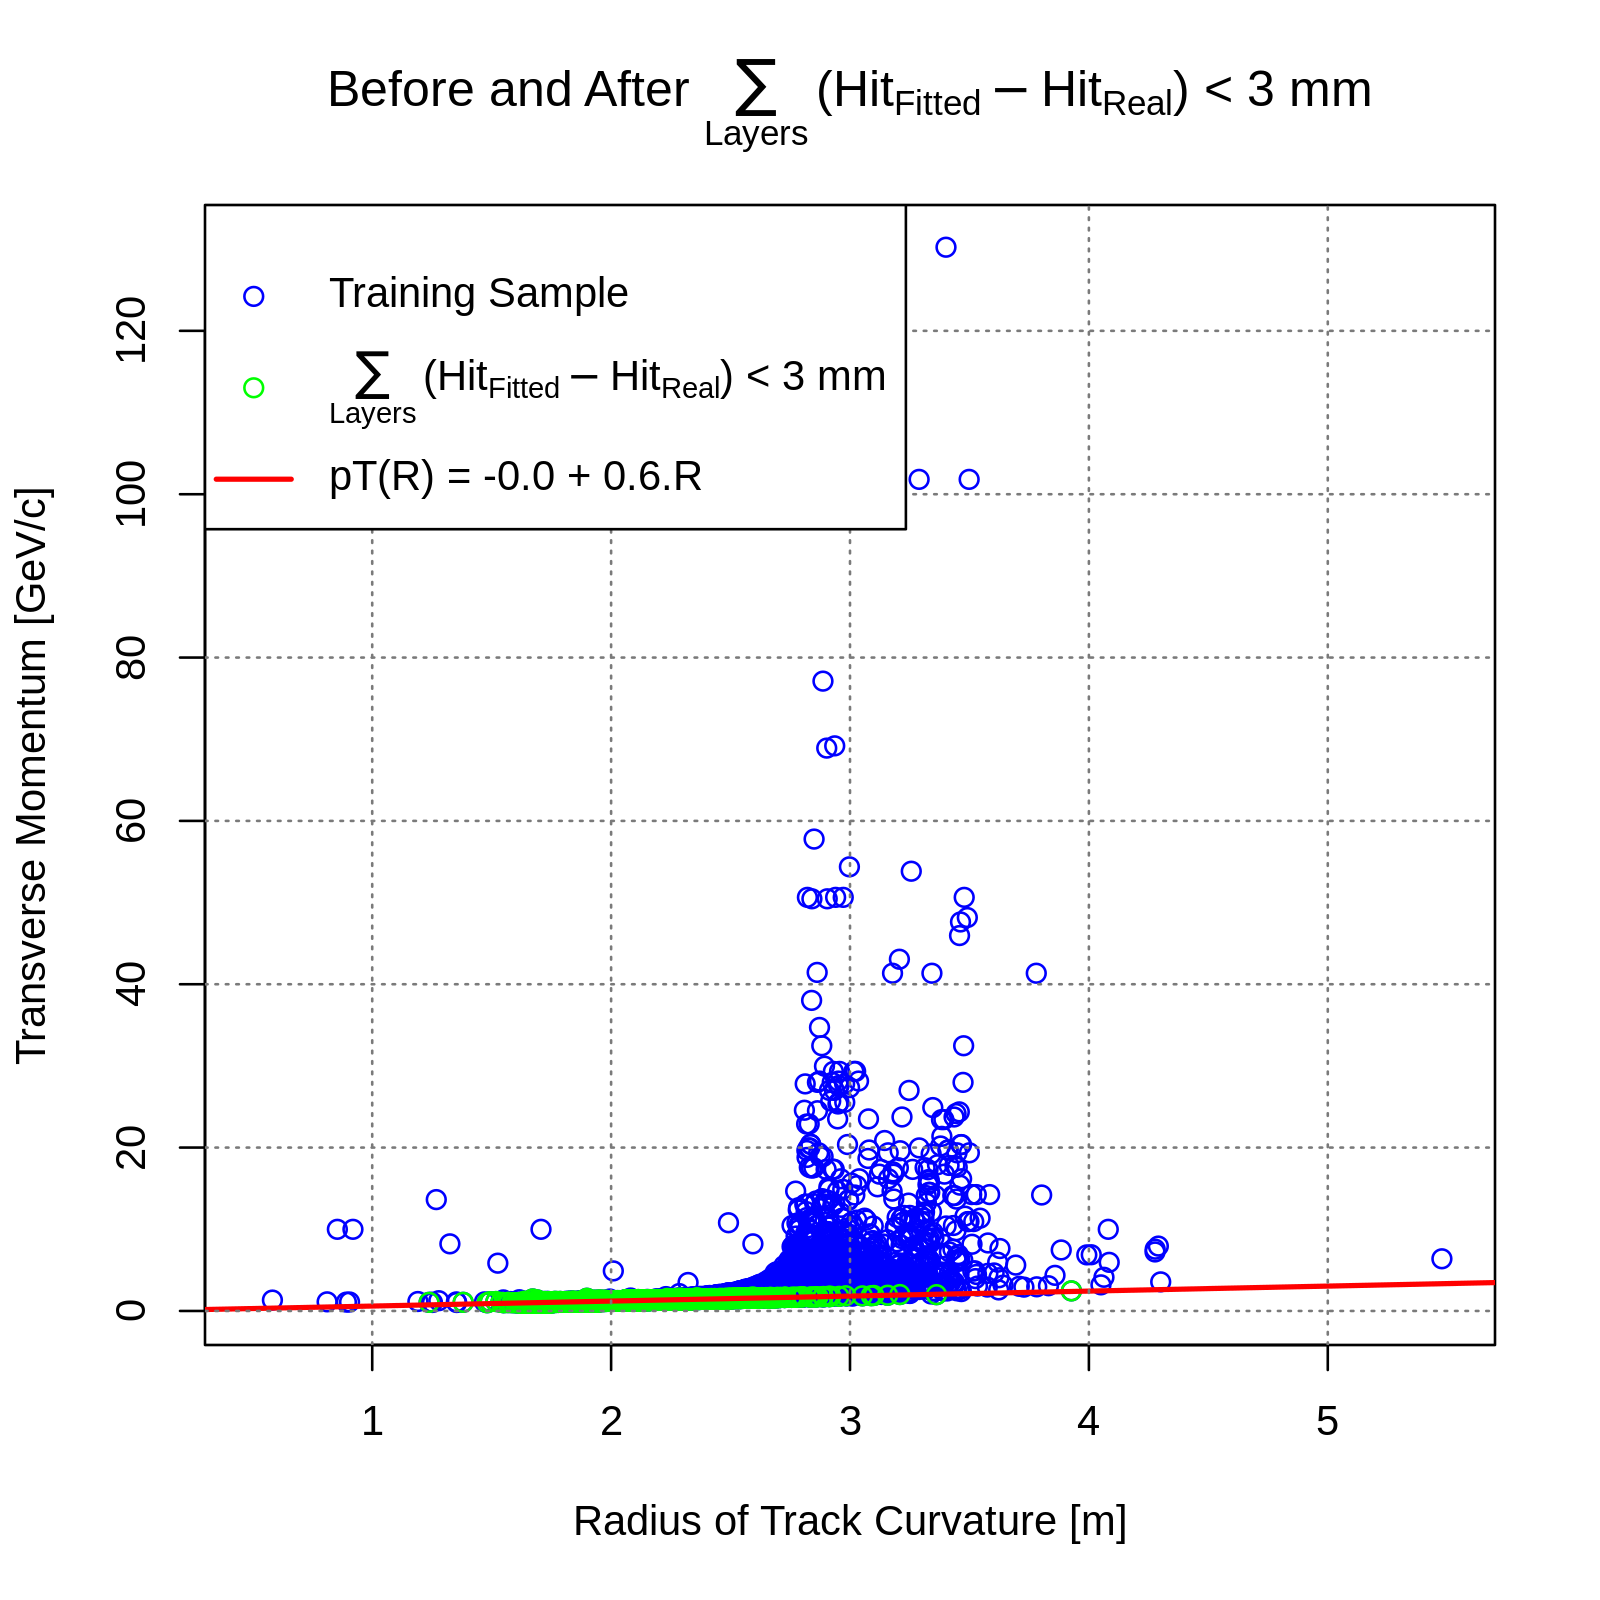 Before and After ∑ (HitFitted − HitReal) < 3 mm
Layers
Training Sample
∑ (HitFitted − HitReal) < 3 mm
Layers
pT(R) = -0.0 + 0.6.R
Transverse Momentum [GeV/c]
120
100
80
60
40
20
0
1 2 3 4 5
Radius of Track Curvature [m]